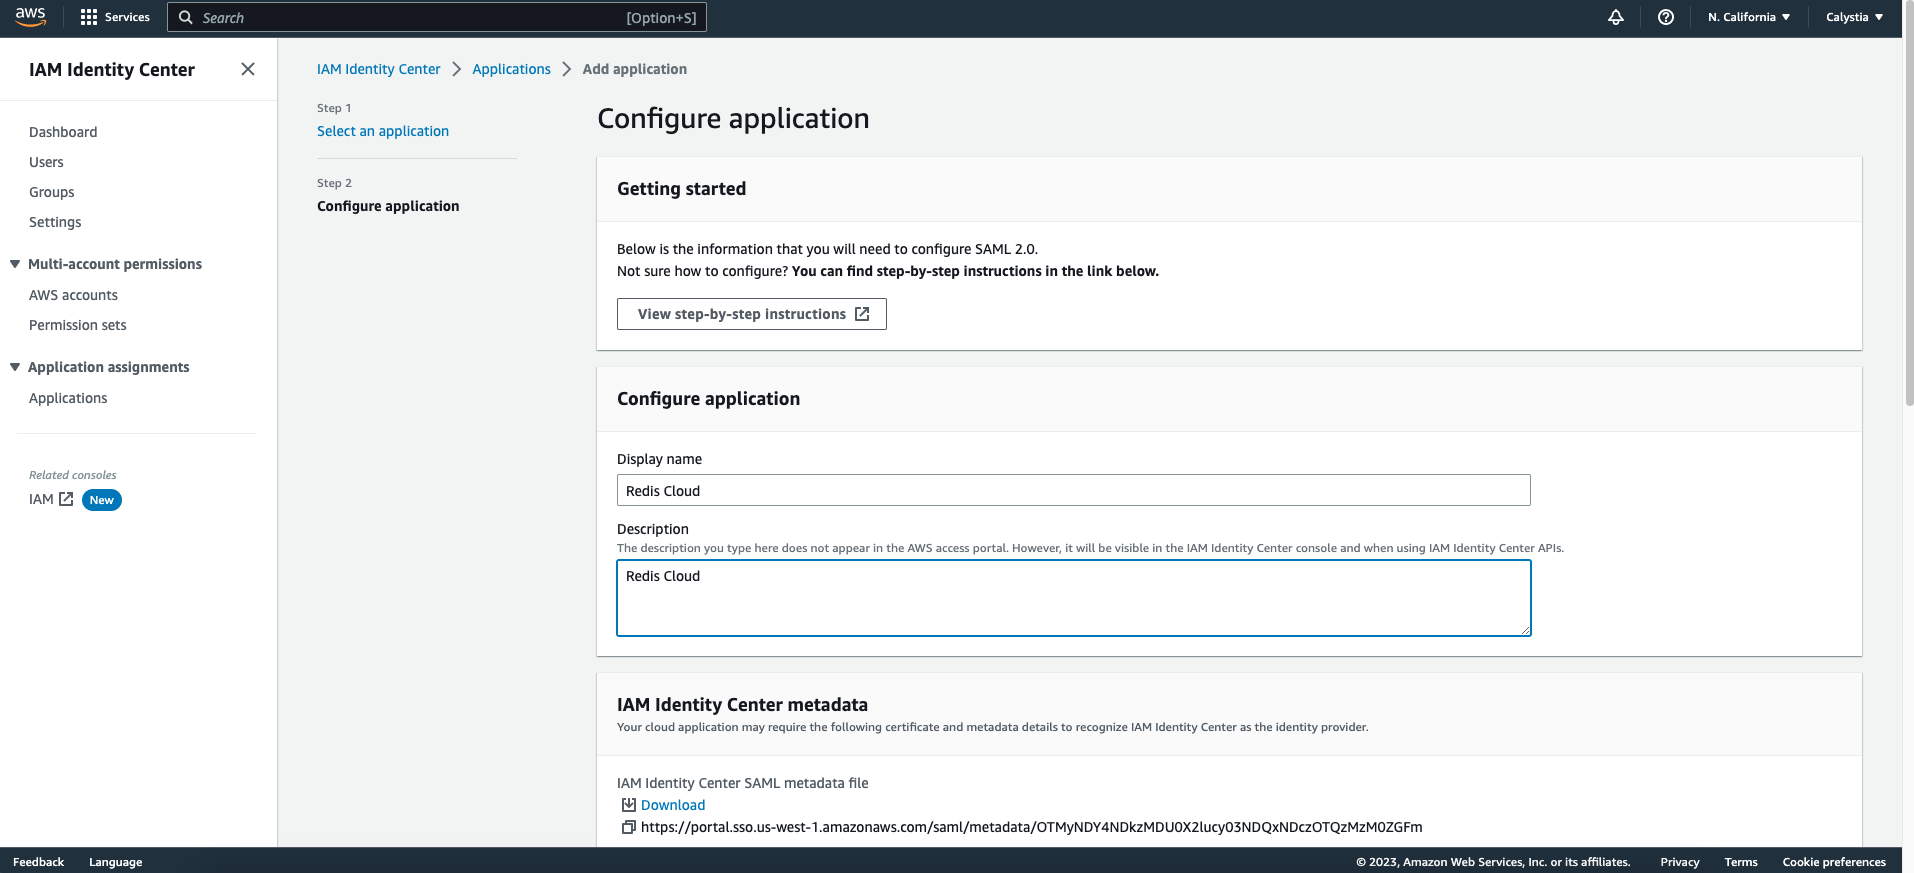 aws
Services
Search
[Option+S]
N. California
Calystia
IAM Identity Center
Dashboard
Users
Groups
Settings
Multi-account permissions
AWS accounts
Permission sets
Application assignments
Applications
Related consoles
IAM
New
IAM Identity Center
Applications
Add application
Step 1
Select an application
Step 2
Configure application
Configure application
Getting started
Below is the information that you will need to configure SAML 2.0.
Not sure how to configure? You can find step-by-step instructions in the link below.
View step-by-step instructions
Configure application
Display name
Redis Cloud
Description
The description you type here does not appear in the AWS access portal. However, it will be visible in the IAM Identity Center console and when using IAM Identity Center APIs.
Redis Cloud
IAM Identity Center metadata
Your cloud application may require the following certificate and metadata details to recognize IAM Identity Center as the identity provider.
IAM Identity Center SAML metadata file
Download
https://portal.sso.us-west-1.amazonaws.com/saml/metadata/OTMyNDY4NDkzMDU0X2lucy03NDQxNDczOTQzMzM0ZGFm
Feedback
Language
© 2023, Amazon Web Services, Inc. or its affiliates.
Privacy
Terms
Cookie preferences